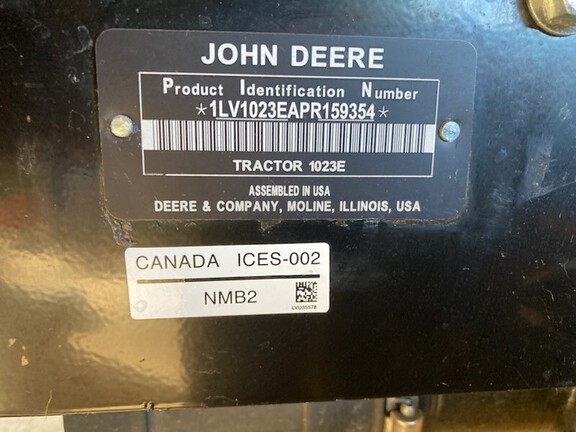 JOHN DEERE
Product Identification Number
*1LV1023EAPR159354*
TRACTOR 1023E
ASSEMBLED IN USA
DEERE & COMPANY, MOLINE, ILLINOIS, USA
CANADA ICES-002
NMB2
LVU35578